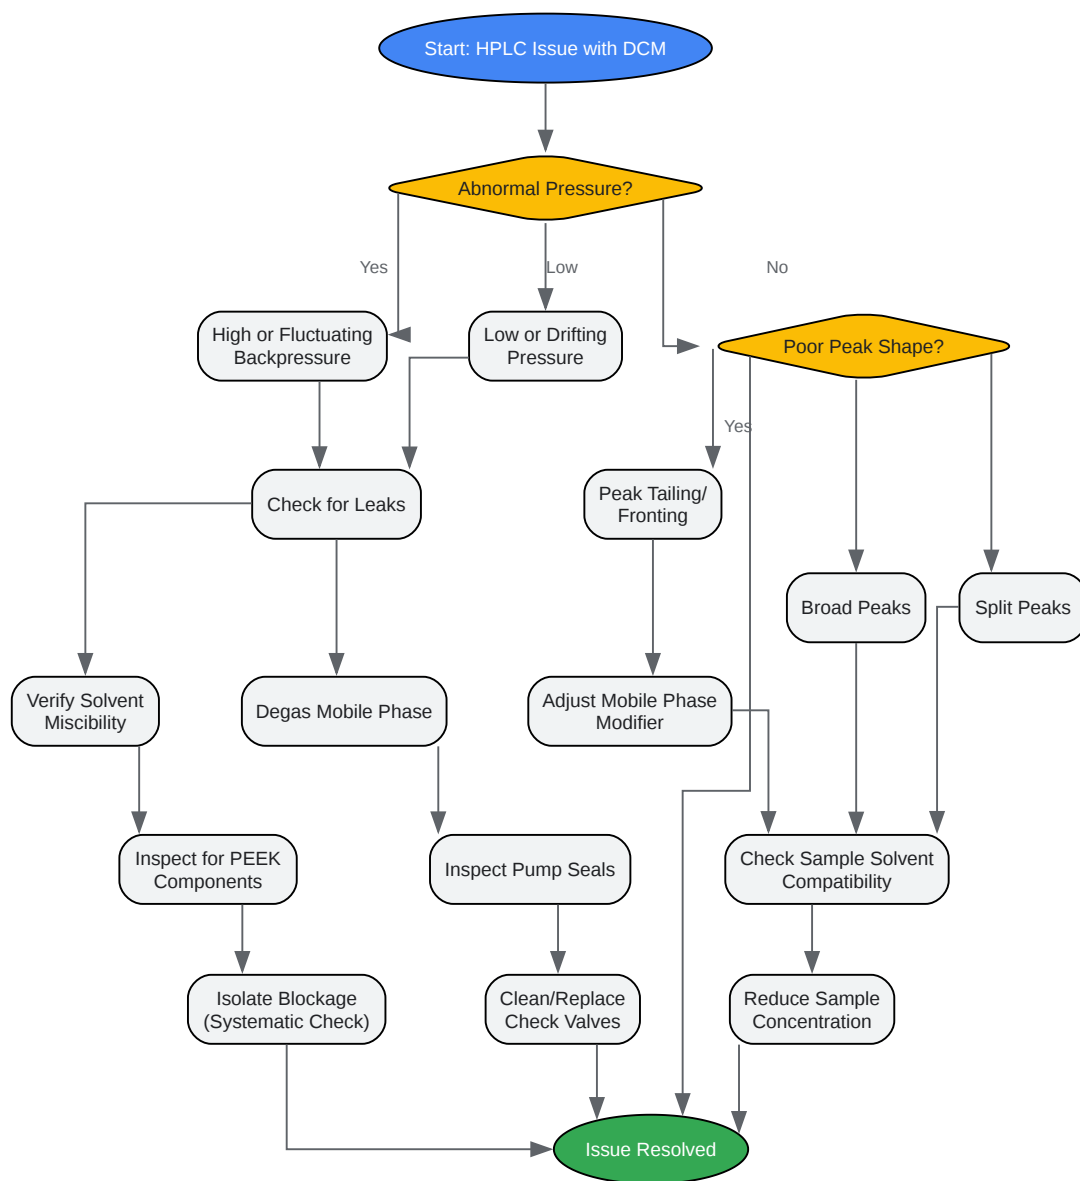 Start: HPLC Issue with DCM
Abnormal Pressure?
Yes
Low
No
High or Fluctuating
Backpressure
Low or Drifting
Pressure
Poor Peak Shape?
Yes
Check for Leaks
Peak Tailing/
Fronting
Broad Peaks
Split Peaks
Verify Solvent
Miscibility
Degas Mobile Phase
Adjust Mobile Phase
Modifier
Inspect for PEEK
Components
Inspect Pump Seals
Check Sample Solvent
Compatibility
Isolate Blockage
(Systematic Check)
Clean/Replace
Check Valves
Reduce Sample
Concentration
Issue Resolved